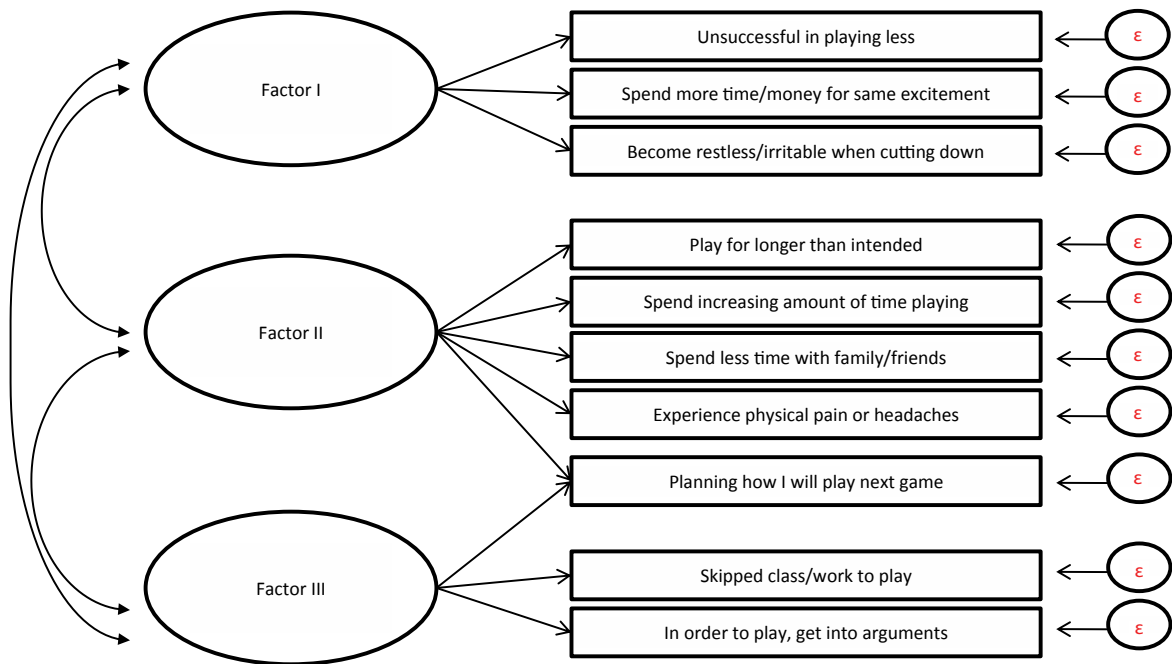 Unsuccessful in playing less
ε
Factor I
Spend more time/money for same excitement
ε
Become restless/irritable when cutting down
ε
Play for longer than intended
ε
Spend increasing amount of time playing
ε
Factor II
Spend less time with family/friends
ε
Experience physical pain or headaches
ε
Planning how I will play next game
ε
Skipped class/work to play
ε
Factor III
In order to play, get into arguments
ε